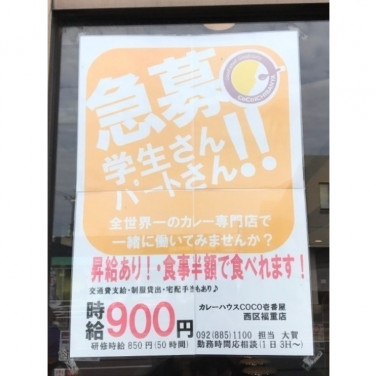 急募!!
学生さん
パートさん
全世界一のカレー専門店で
一緒に働いてみませんか?
昇給あり!・食事半額で食べれます!
交通費支給・制服貸出・宅配手当もあり♪
時給900円
研修時給850円(50時間)
カレーハウスCOCO壱番屋
西区福重店
092(885)1100 担当 大賀
勤務時間応相談(1日3H～)